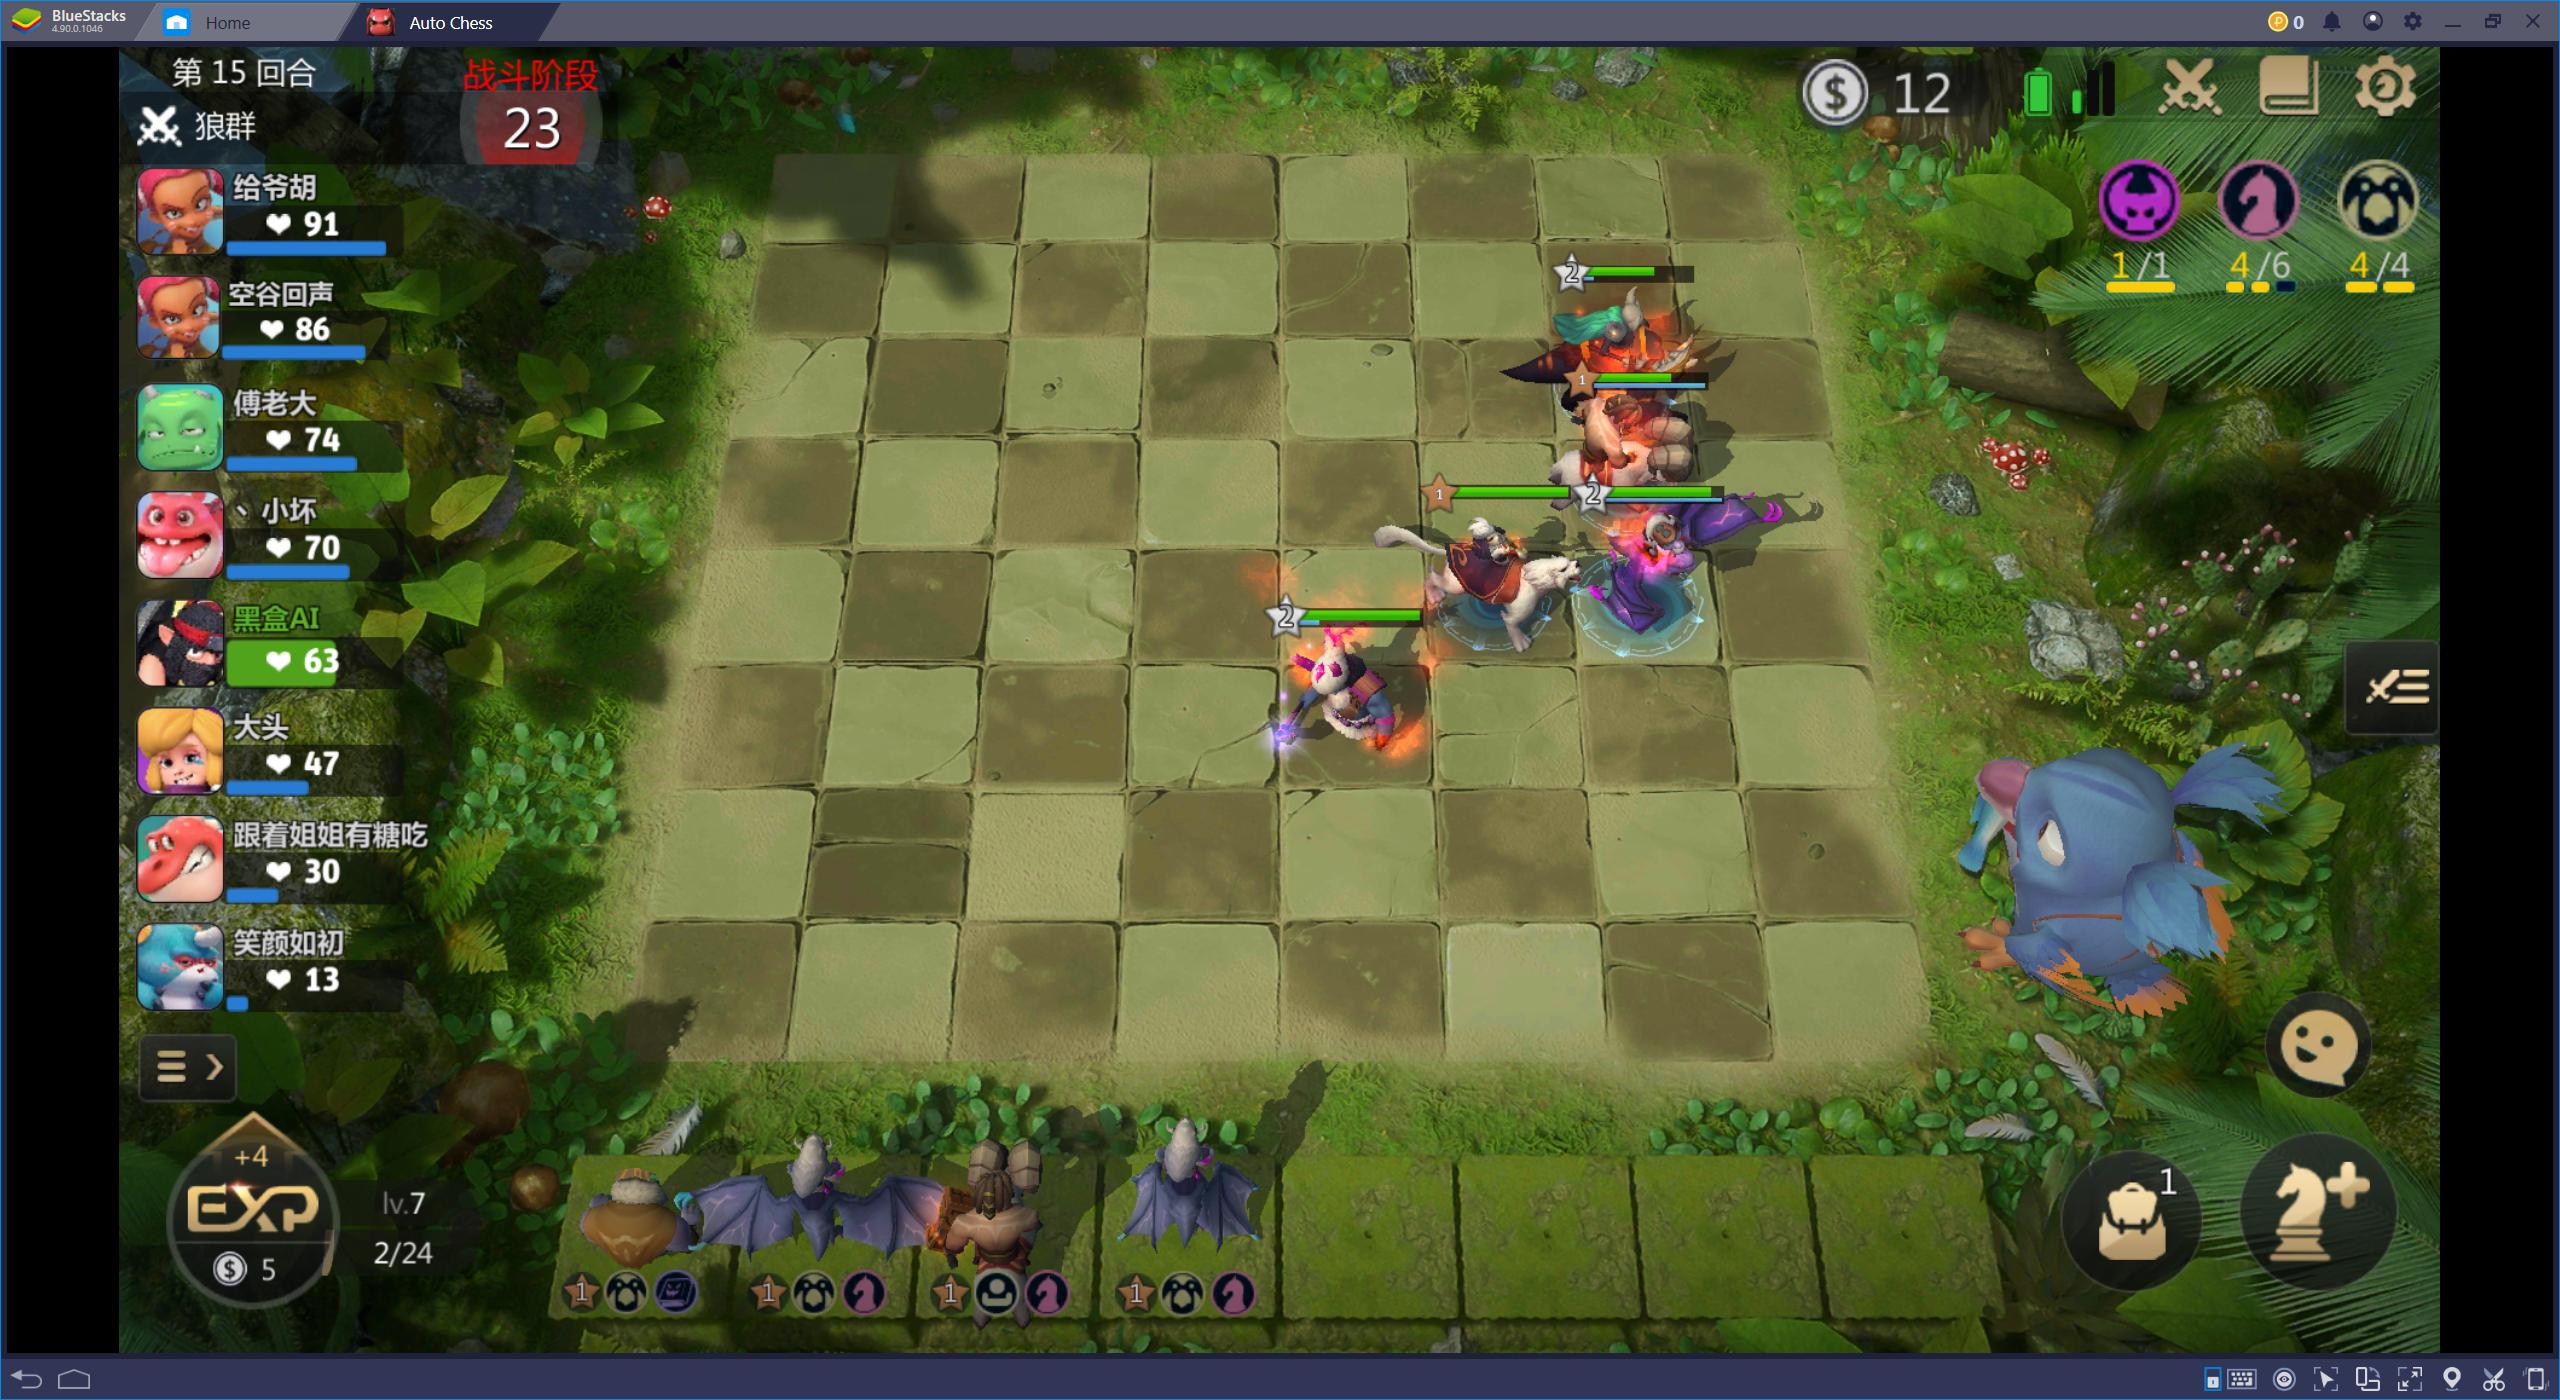 BlueStacks
4.90.0.1046
Home
Auto Chess
0
第 15 回合
战斗阶段
狼群
23
12
给爷胡
91
空谷回声
86
傅老大
74
丶小坏
70
黑盒AI
63
大头
47
跟着姐姐有糖吃
30
笑颜如初
13
1/1
4/6
4/4
2
1
1
2
2
+4
EXP
5
lv.7
2/24
1
1
1
1
1